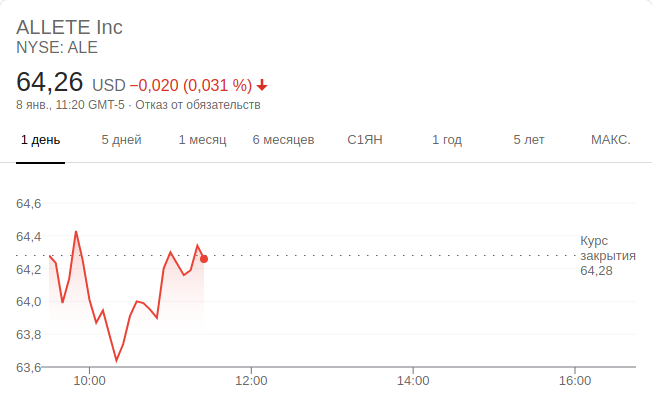 ALLETE Inc
NYSE: ALE
64,26 USD −0,020 (0,031 %)
8 янв., 11:20 GMT-5 · Отказ от обязательств
1 день 5 дней 1 месяц 6 месяцев С1ЯН 1 год 5 лет МАКС.
64,6
64,4
64,2
64,0
63,8
63,6
Курс
закрытия
64,28
10:00 12:00 14:00 16:00